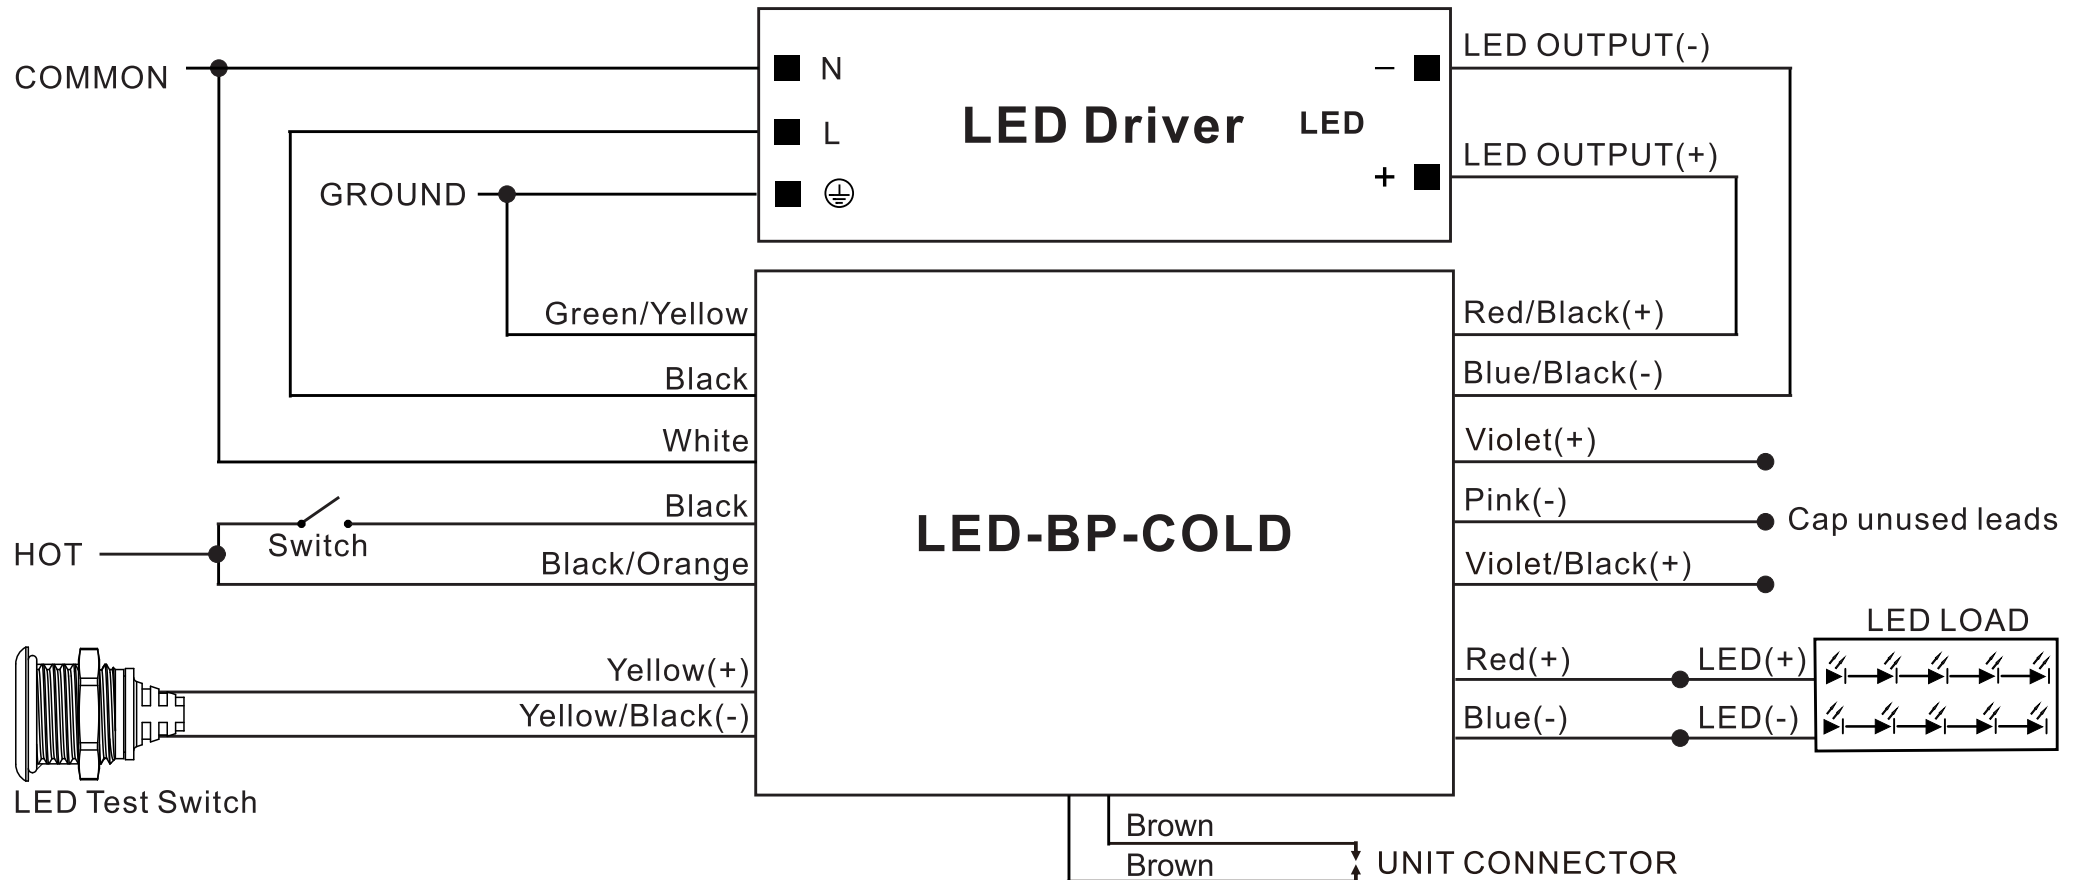 COMMON
N
L
GROUND
LED Driver
LED
−
+
LED OUTPUT(-)
LED OUTPUT(+)
Green/Yellow
Black
White
Black
Switch
HOT
Black/Orange
Yellow(+)
Yellow/Black(-)
LED Test Switch
LED-BP-COLD
Red/Black(+)
Blue/Black(-)
Violet(+)
Pink(-)
Cap unused leads
Violet/Black(+)
LED LOAD
Red(+)
LED(+)
Blue(-)
LED(-)
Brown
Brown
UNIT CONNECTOR